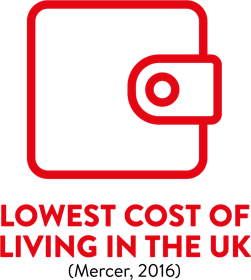 LOWEST COST OF
LIVING IN THE UK
(Mercer, 2016)